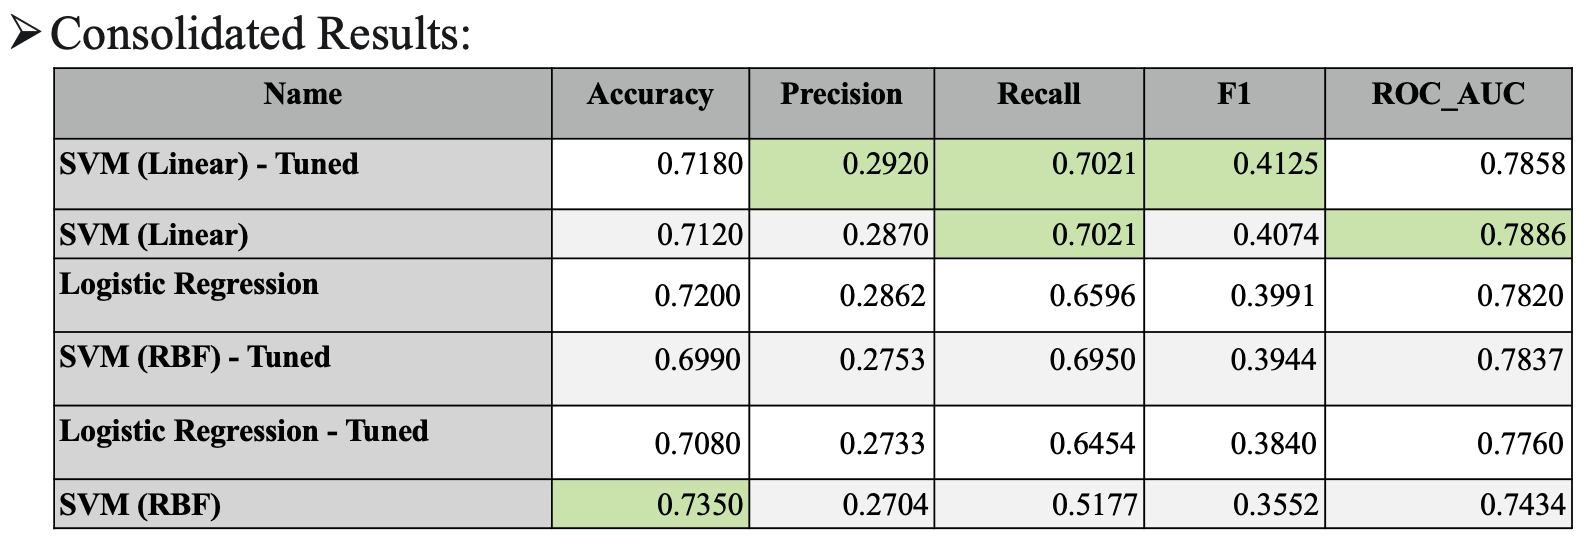 ➢ Consolidated Results:
Name Accuracy Precision Recall F1 ROC_AUC
SVM (Linear) - Tuned 0.7180 0.2920 0.7021 0.4125 0.7858
SVM (Linear) 0.7120 0.2870 0.7021 0.4074 0.7886
Logistic Regression 0.7200 0.2862 0.6596 0.3991 0.7820
SVM (RBF) - Tuned 0.6990 0.2753 0.6950 0.3944 0.7837
Logistic Regression - Tuned 0.7080 0.2733 0.6454 0.3840 0.7760
SVM (RBF) 0.7350 0.2704 0.5177 0.3552 0.7434